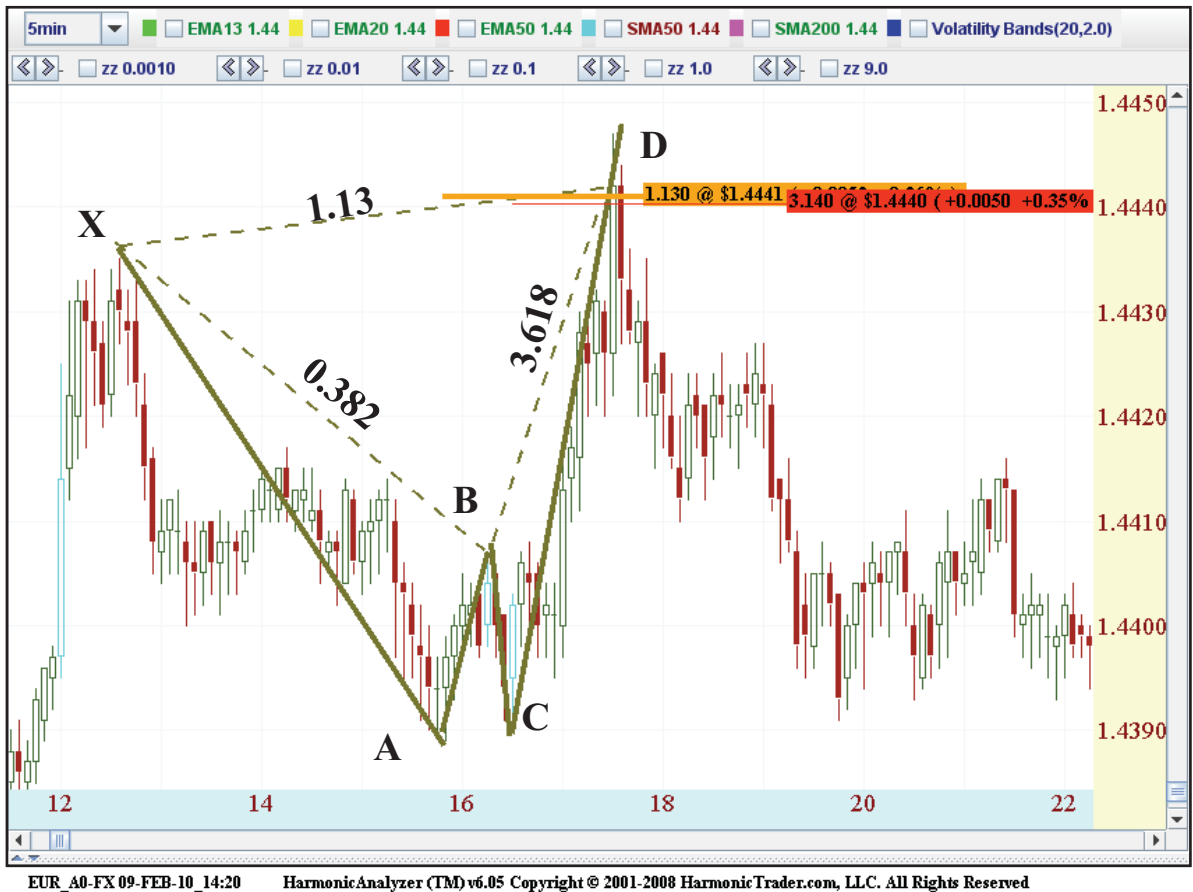 5min EMA13 1.44 EMA20 1.44 EMA50 1.44 SMA50 1.44 SMA200 1.44 Volatility Bands(20,2.0)
zz 0.0010 zz 0.01 zz 0.1 zz 1.0 zz 9.0
1.4450
D
1.130 @ $1.4441
3.140 @ $1.4440 ( +0.0050 +0.35%
1.4440
1.13
X
1.4430
3.618
0.382
1.4420
B
1.4410
1.4400
C
1.4390
A
12 14 16 18 20 22
EUR_A0-FX 09-FEB-10_14:20 HarmonicAnalyzer (TM) v6.05 Copyright © 2001-2008 HarmonicTrader.com, LLC. All Rights Reserved